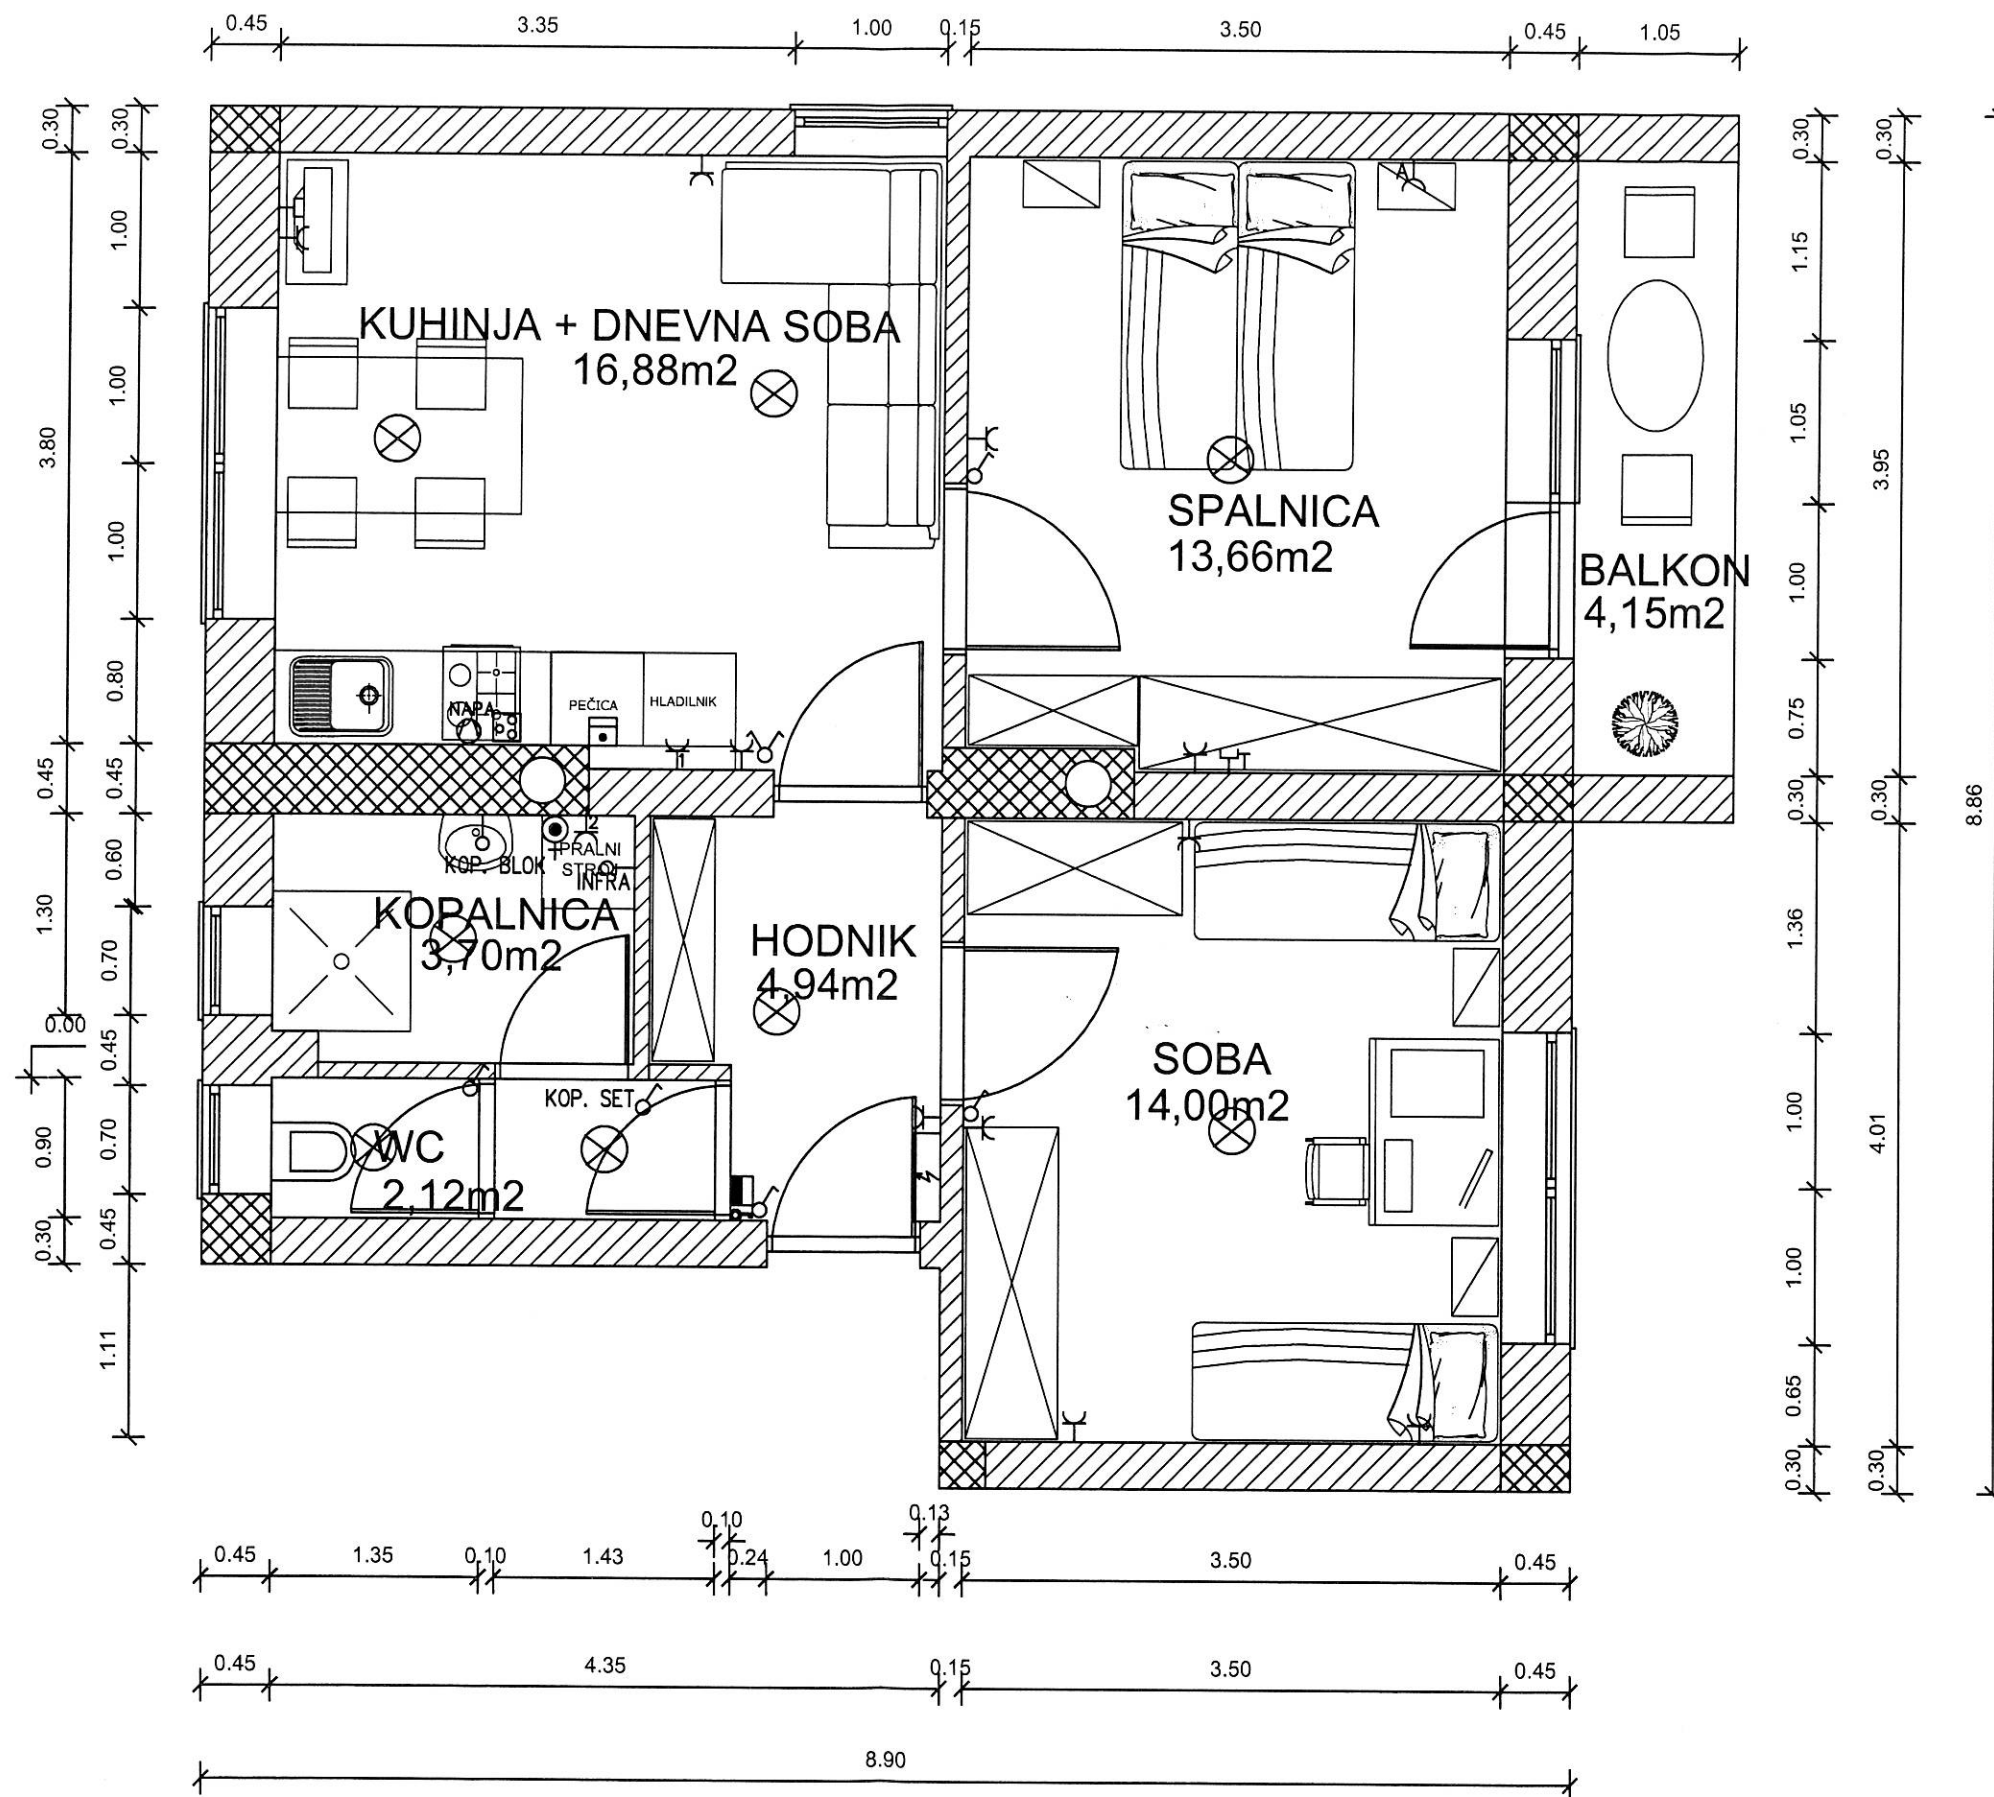 0.45 3.35 1.00 0.15 3.50 0.45 1.05
0.30 0.30 0.30 0.30
1.00 1.15
KUHINJA + DNEVNA SOBA
16,88m2
1.00 1.05
3.80 3.95
SPALNICA
13,66m2
1.00 1.00
BALKON
4,15m2
0.80 0.75
NAPA PEČICA HLADILNIK
1
0.45 0.45 0.30 0.30
8.86
2
PRALNI
STROJ
KOP. BLOK
INFRA
0.60
1.30
KOPALNICA
3,70m2
HODNIK
4,94m2
A
1.36
0.70
0.00
0.45
SOBA
14,00m2
KOP. SET
1.00
4.01
WC
2,12m2
0.90 0.70
0.30 0.45
1.00
1.11
0.65
0.30 0.30
0.10 0.13
0.45 1.35 0.10 1.43 0.24 1.00 0.15 3.50 0.45
0.45 4.35 0.15 3.50 0.45
8.90